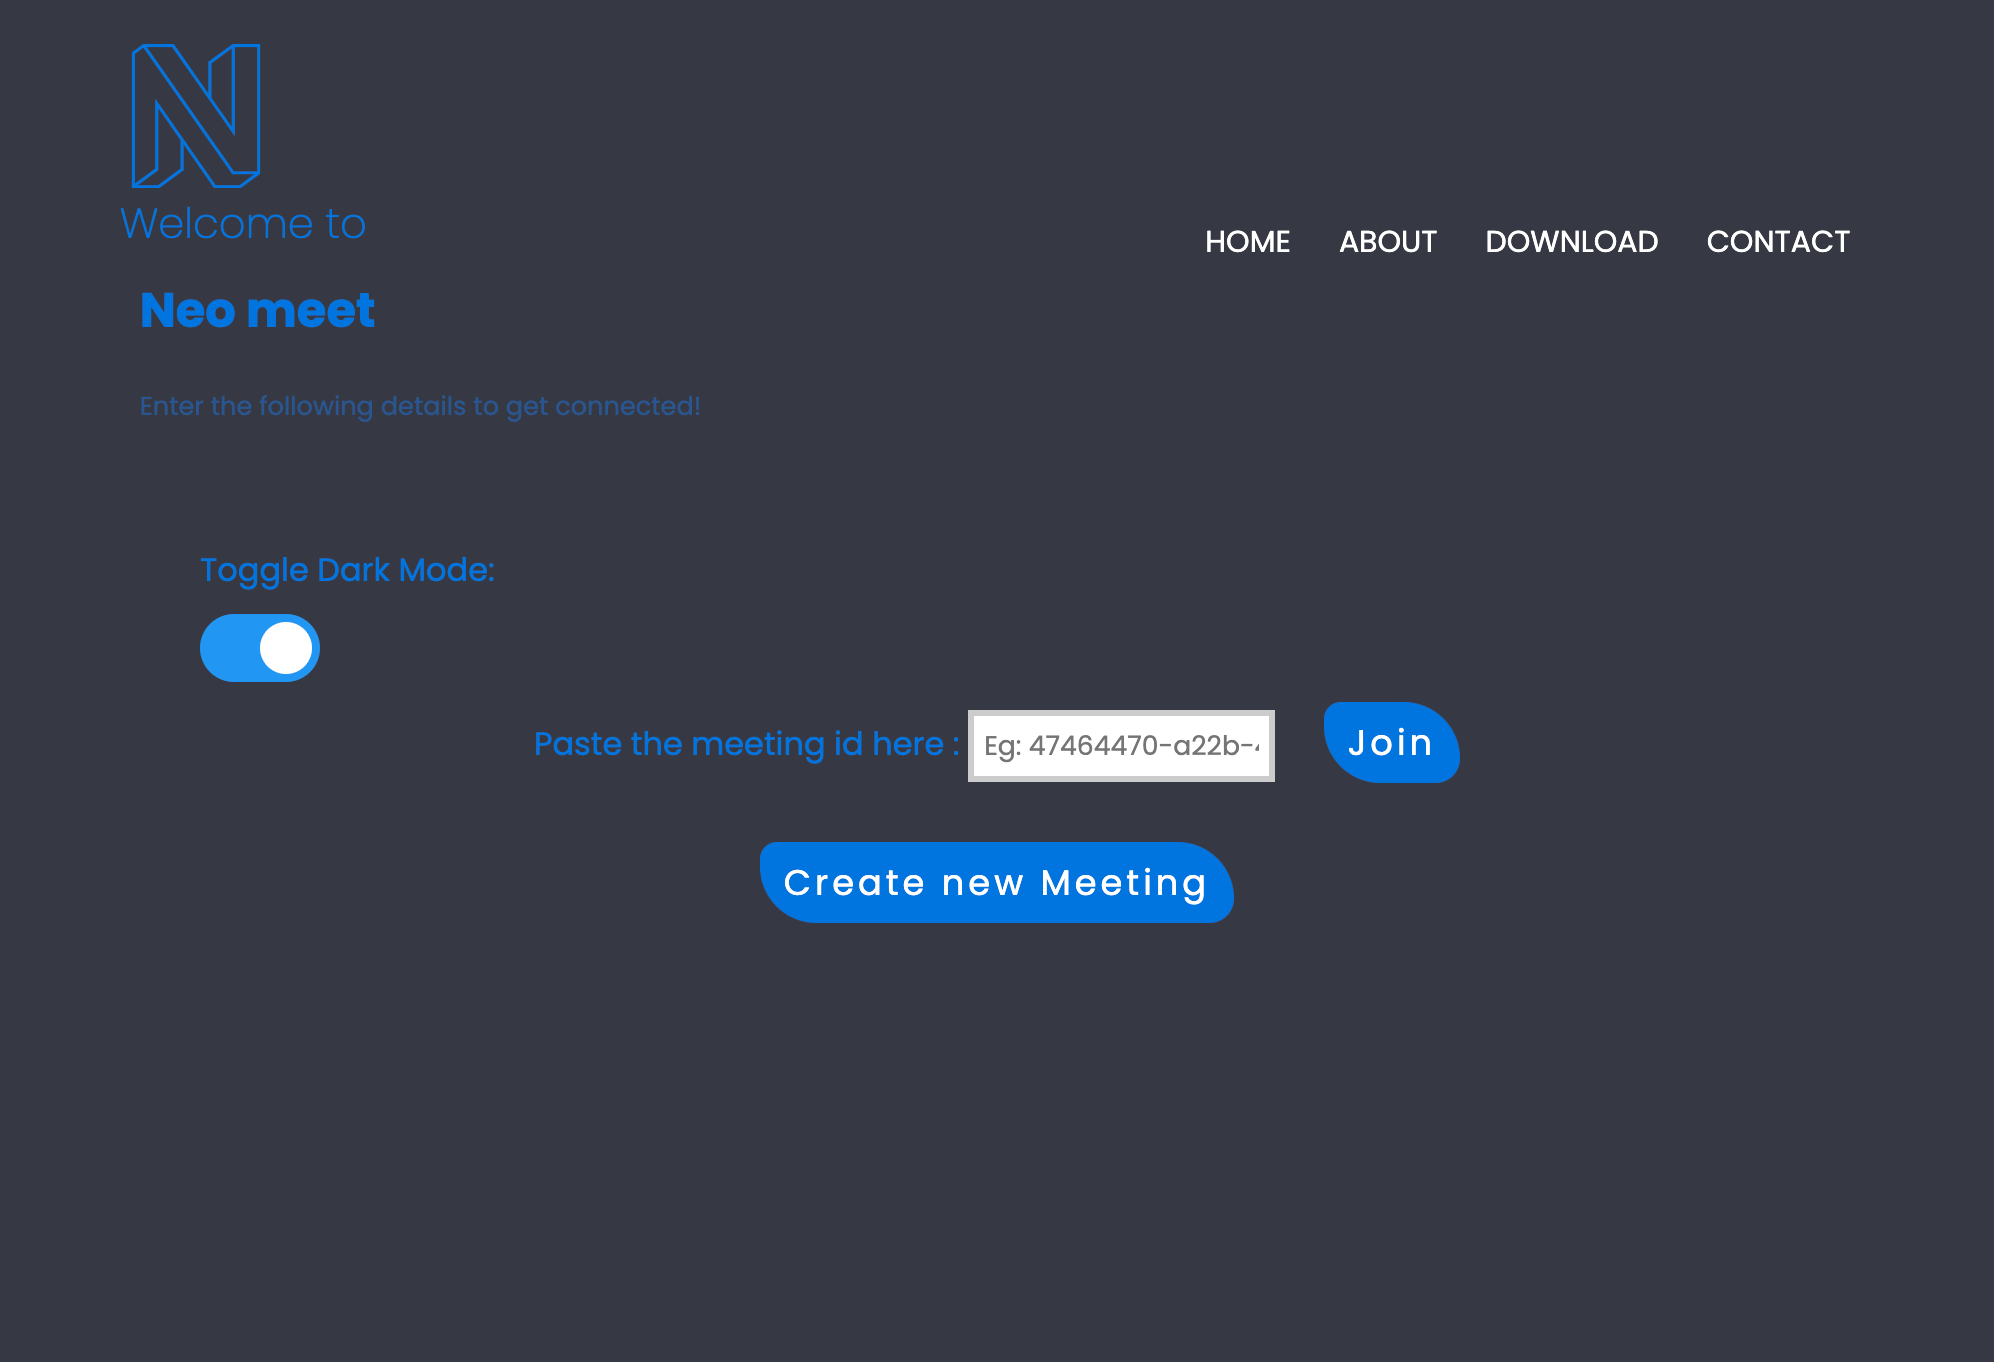 N
Welcome to
HOME ABOUT DOWNLOAD CONTACT
Neo meet
Enter the following details to get connected!
Toggle Dark Mode:
Paste the meeting id here : Eg: 47464470-a22b- Join
Create new Meeting